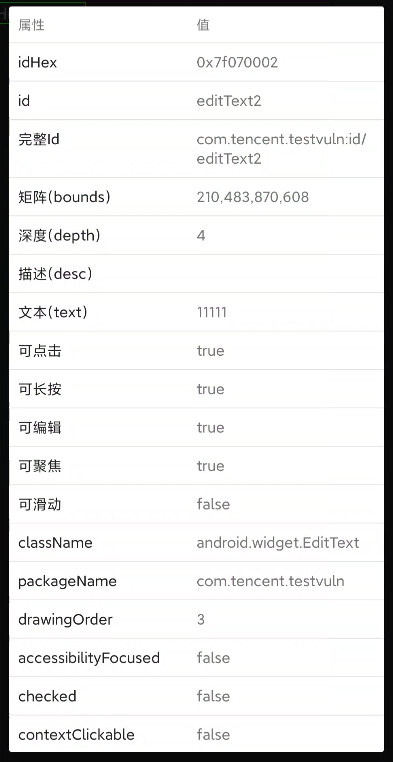 属性 值
idHex 0x7f070002
id editText2
完整Id com.tencent.testvuln:id/
editText2
矩阵(bounds) 210,483,870,608
深度(depth) 4
描述(desc)
文本(text) 11111
可点击 true
可长按 true
可编辑 true
可聚焦 true
可滑动 false
className android.widget.EditText
packageName com.tencent.testvuln
drawingOrder 3
accessibilityFocused false
checked false
contextClickable false